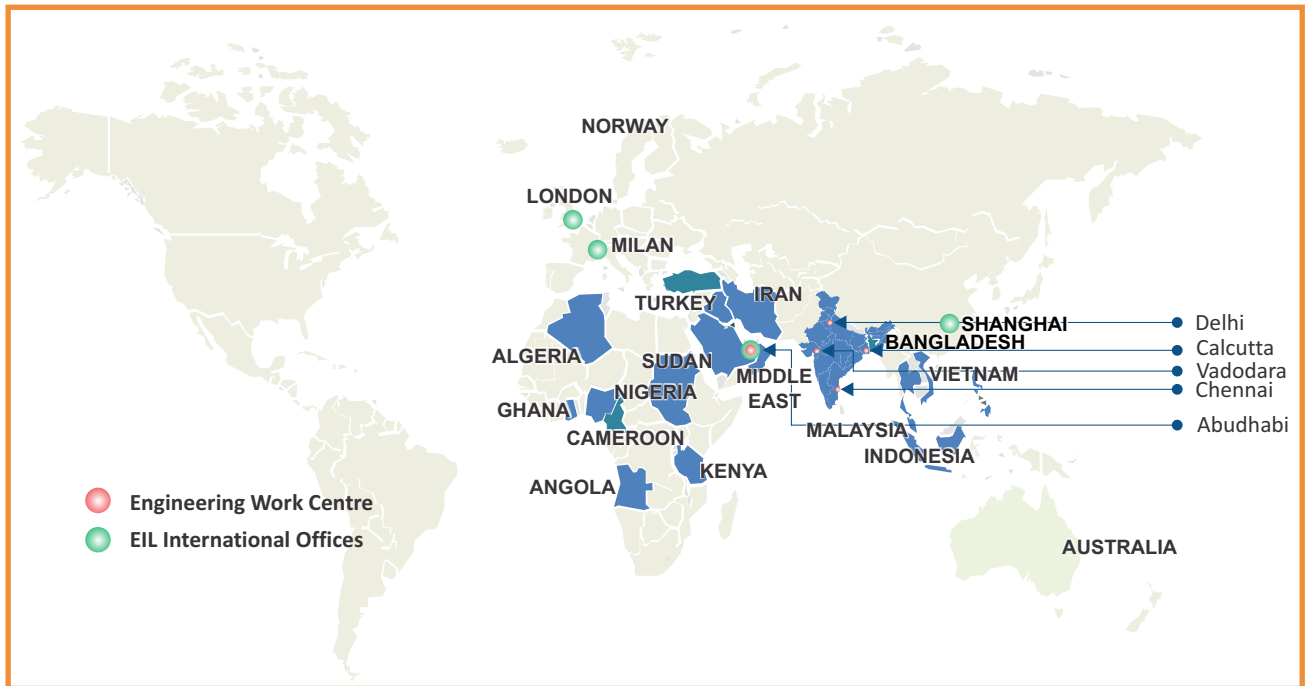 NORWAY
LONDON
MILAN
TURKEY
IRAN
SHANGHAI
Delhi
BANGLADESH
Calcutta
ALGERIA
SUDAN
MIDDLE
EAST
VIETNAM
Vadodara
NIGERIA
Chennai
GHANA
CAMEROON
MALAYSIA
Abudhabi
INDONESIA
KENYA
ANGOLA
Engineering Work Centre
EIL International Offices
AUSTRALIA